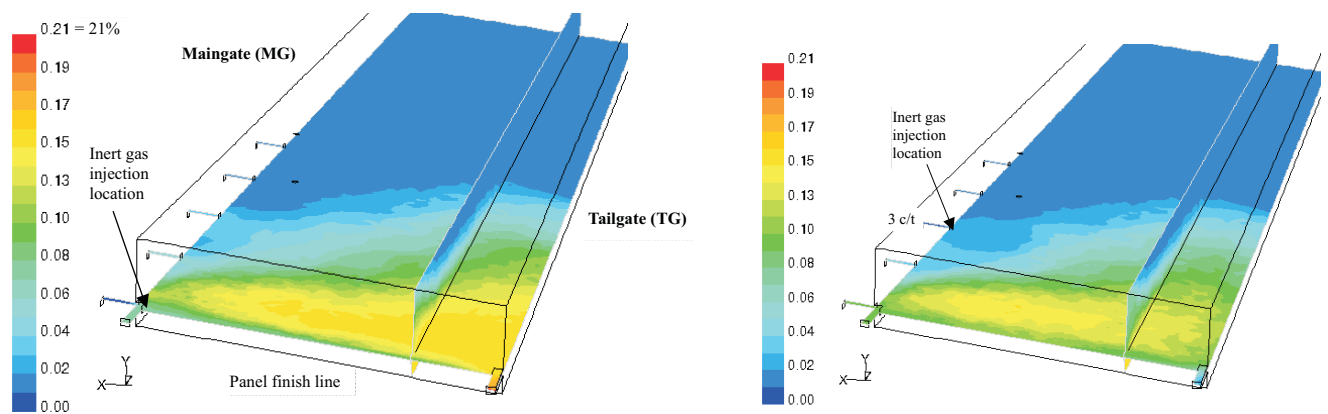 0.21 = 21%
0.19
0.17
0.15
0.13
0.10
0.08
0.06
0.04
0.02
0.00
Maingate (MG)
Inert gas
injection
location
Tailgate (TG)
Panel finish line
Y
X
Z
0.21
0.19
0.17
0.15
0.13
0.10
0.08
0.06
0.04
0.02
0.00
Inert gas
injection
location
3 c/t
Y
X
Z